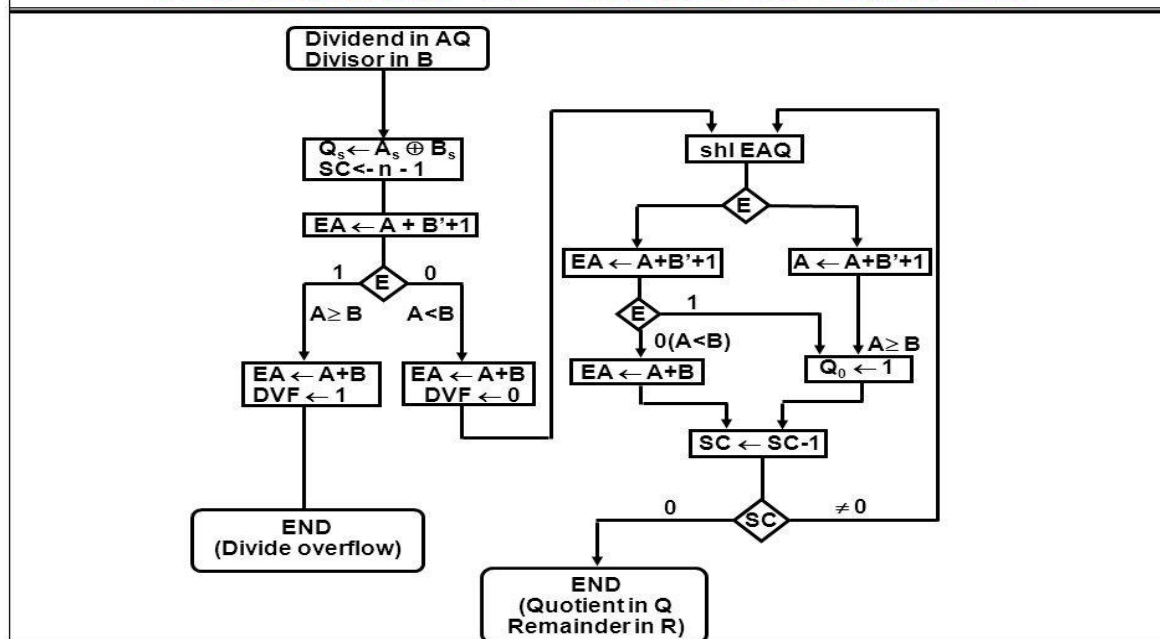 Dividend in AQ
Divisor in B
Qs← As ⊕ Bs
SC<- n - 1
EA ← A + B’+1
1
E
0
A≥ B
A<B
EA ← A+B
DVF ← 1
EA ← A+B
DVF ← 0
END
(Divide overflow)
shl EAQ
E
EA ← A+B’+1
A ← A+B’+1
E
1
0(A<B)
A≥ B
EA ← A+B
Q0 ← 1
SC ← SC-1
0
SC
≠ 0
END
(Quotient in Q
Remainder in R)